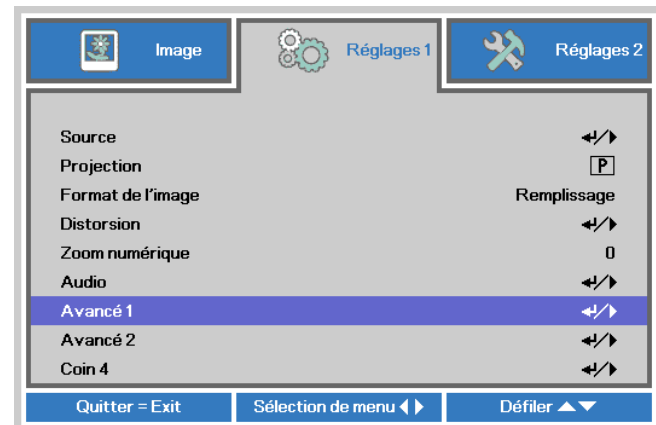 Image
Réglages 1
Réglages 2
Source
Projection P
Format de l'image Remplissage
Distorsion
Zoom numérique 0
Audio
Avancé 1
Avancé 2
Coin 4
Quitter = Exit
Sélection de menu
Défiler